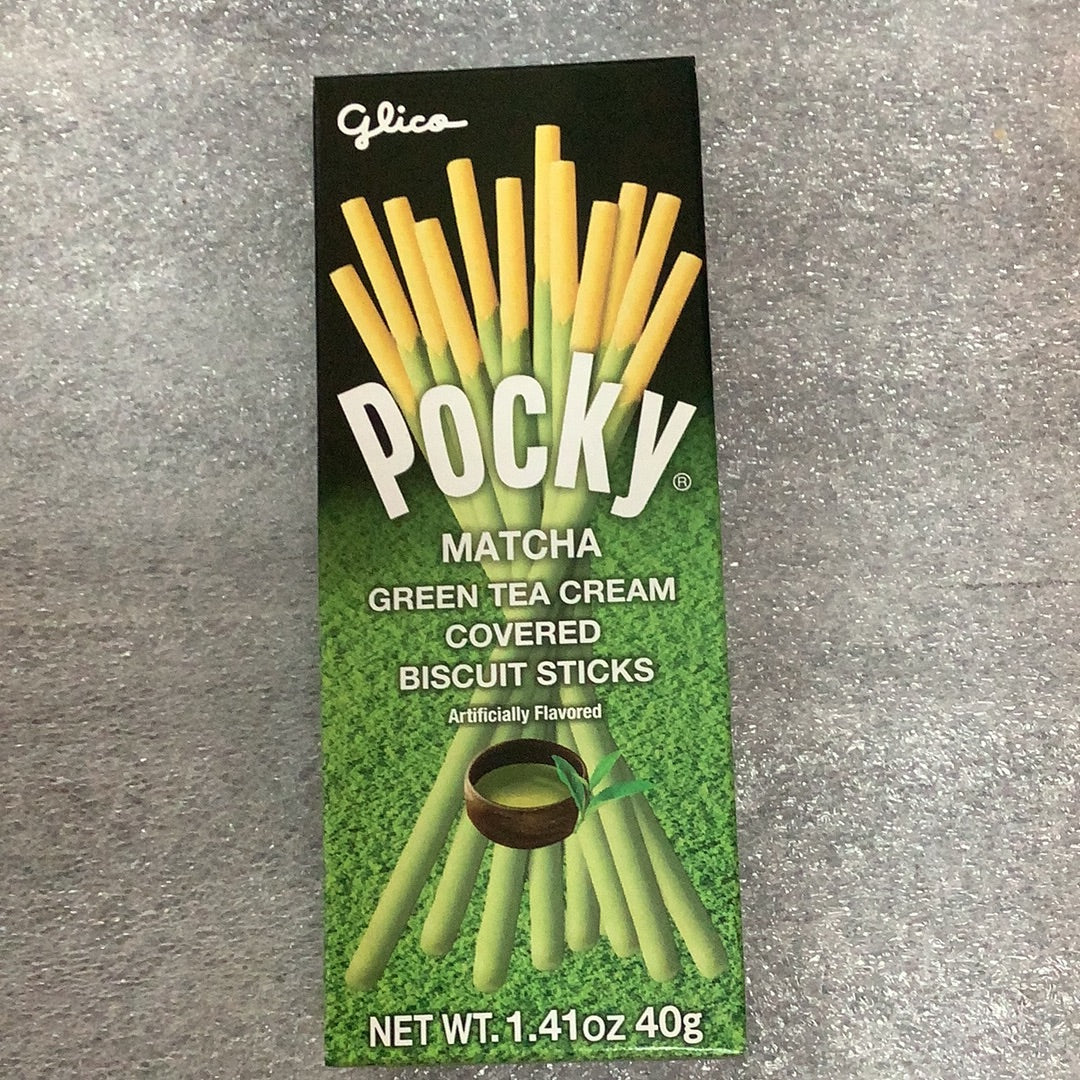 Glico
Pocky®
MATCHA
GREEN TEA CREAM
COVERED
BISCUIT STICKS
Artificially Flavored
NET WT. 1.41oz 40g